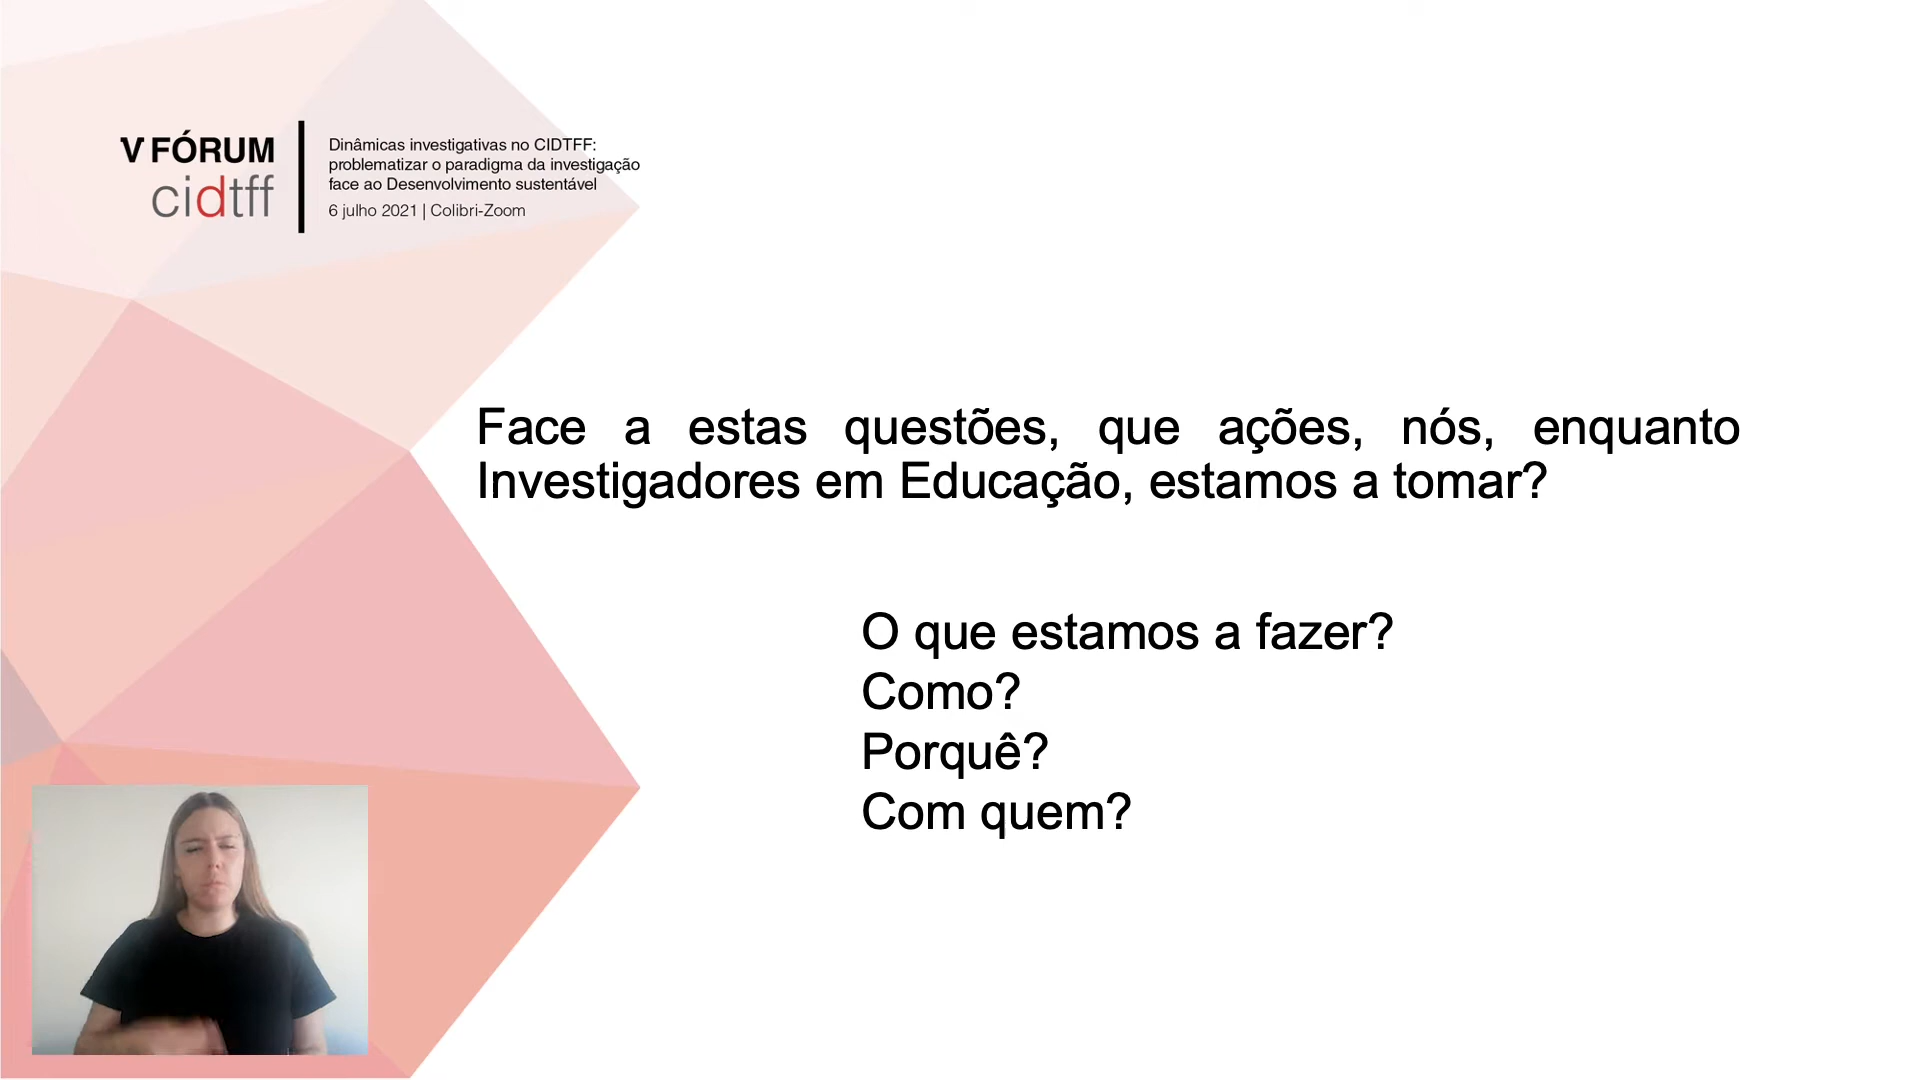 V FÓRUM
cidtff
Dinâmicas investigativas no CIDTFF:
problematizar o paradigma da investigação
face ao Desenvolvimento sustentável
6 julho 2021 | Colibri-Zoom
Face a estas questões, que ações, nós, enquanto
Investigadores em Educação, estamos a tomar?
O que estamos a fazer?
Como?
Porquê?
Com quem?